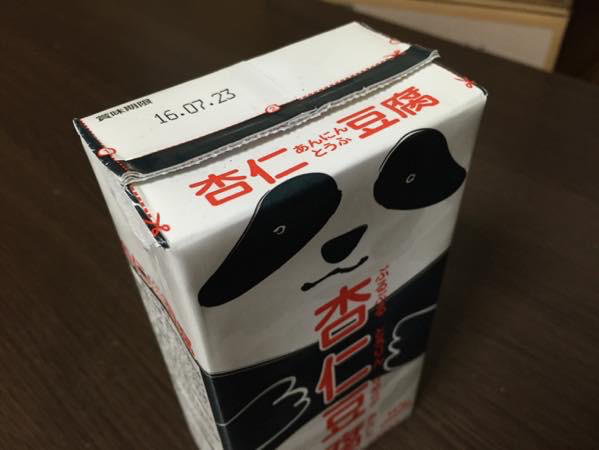 賞味期限
16.07.23
杏仁豆腐
あんにん
とうふ
杏仁豆腐